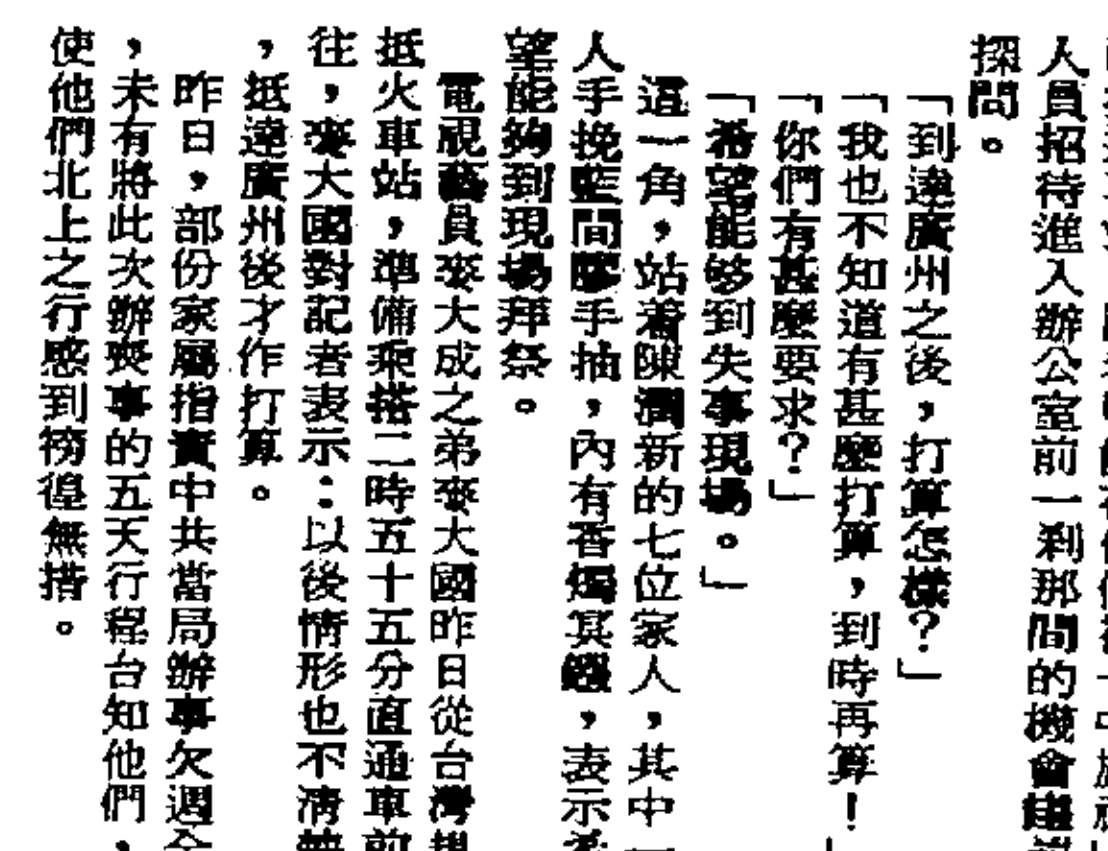 人員招待進入辦公室前一剎那間的機會
探問。
「到達廣州之後，打算怎樣？」
「我也不知道有甚麼打算，到時再算！
「你們有甚麼要求？」
「希望能够到失事現場。」
這一角，站着陳潤新的七位家人，其中一
人手挽藍間膠手抽，內有香燭冥鏹，表示希
望能夠到現場拜祭。
電視藝員麥大成之弟麥大國昨日從台灣
抵火車站，準備乘搭二時五十五分直通車前
往，麥大國對記者表示：以後情形也不清楚
，抵達廣州後才作打算。
昨日，部份家屬指責中共當局辦事欠週全
，未有將此次辦喪事的五天行程台知他們，
使他們北上之行感到徬徨無措。